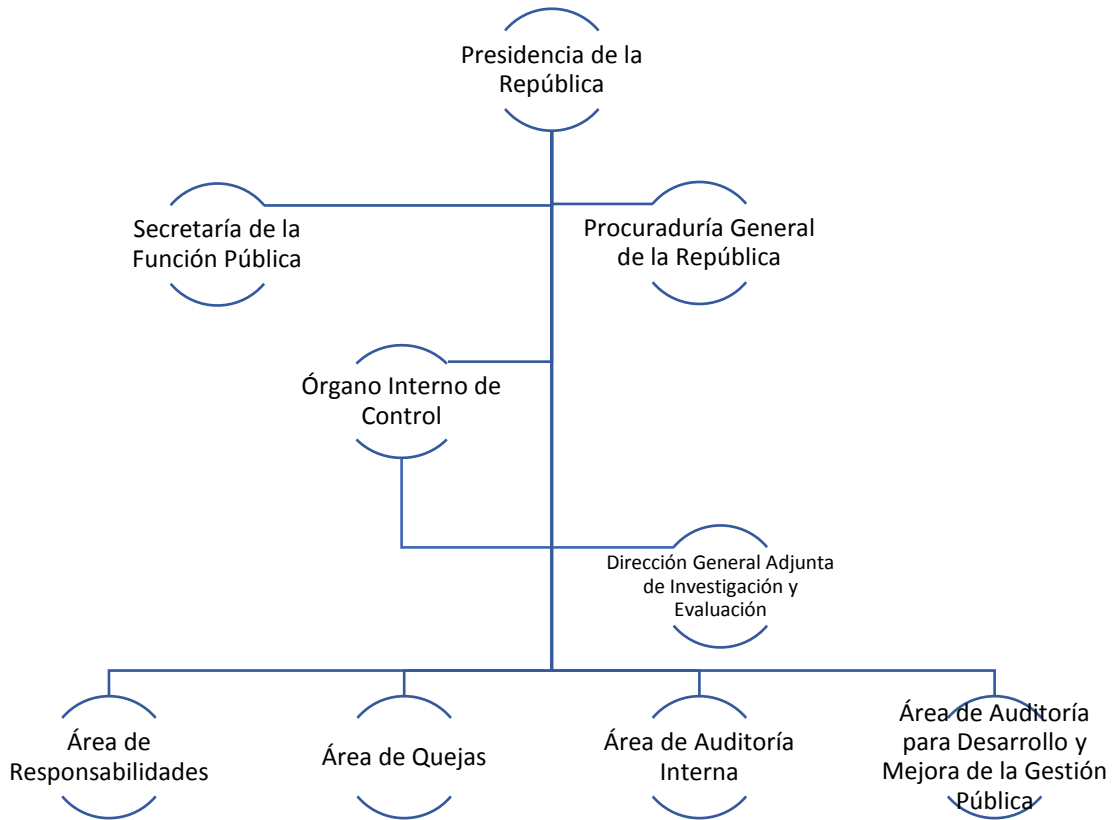 Presidencia de la
República
Secretaría de la
Función Pública
Procuraduría General
de la República
Órgano Interno de
Control
Dirección General Adjunta
de Investigación y
Evaluación
Área de
Responsabilidades
Área de Quejas
Área de Auditoría
Interna
Área de Auditoría
para Desarrollo y
Mejora de la Gestión
Pública